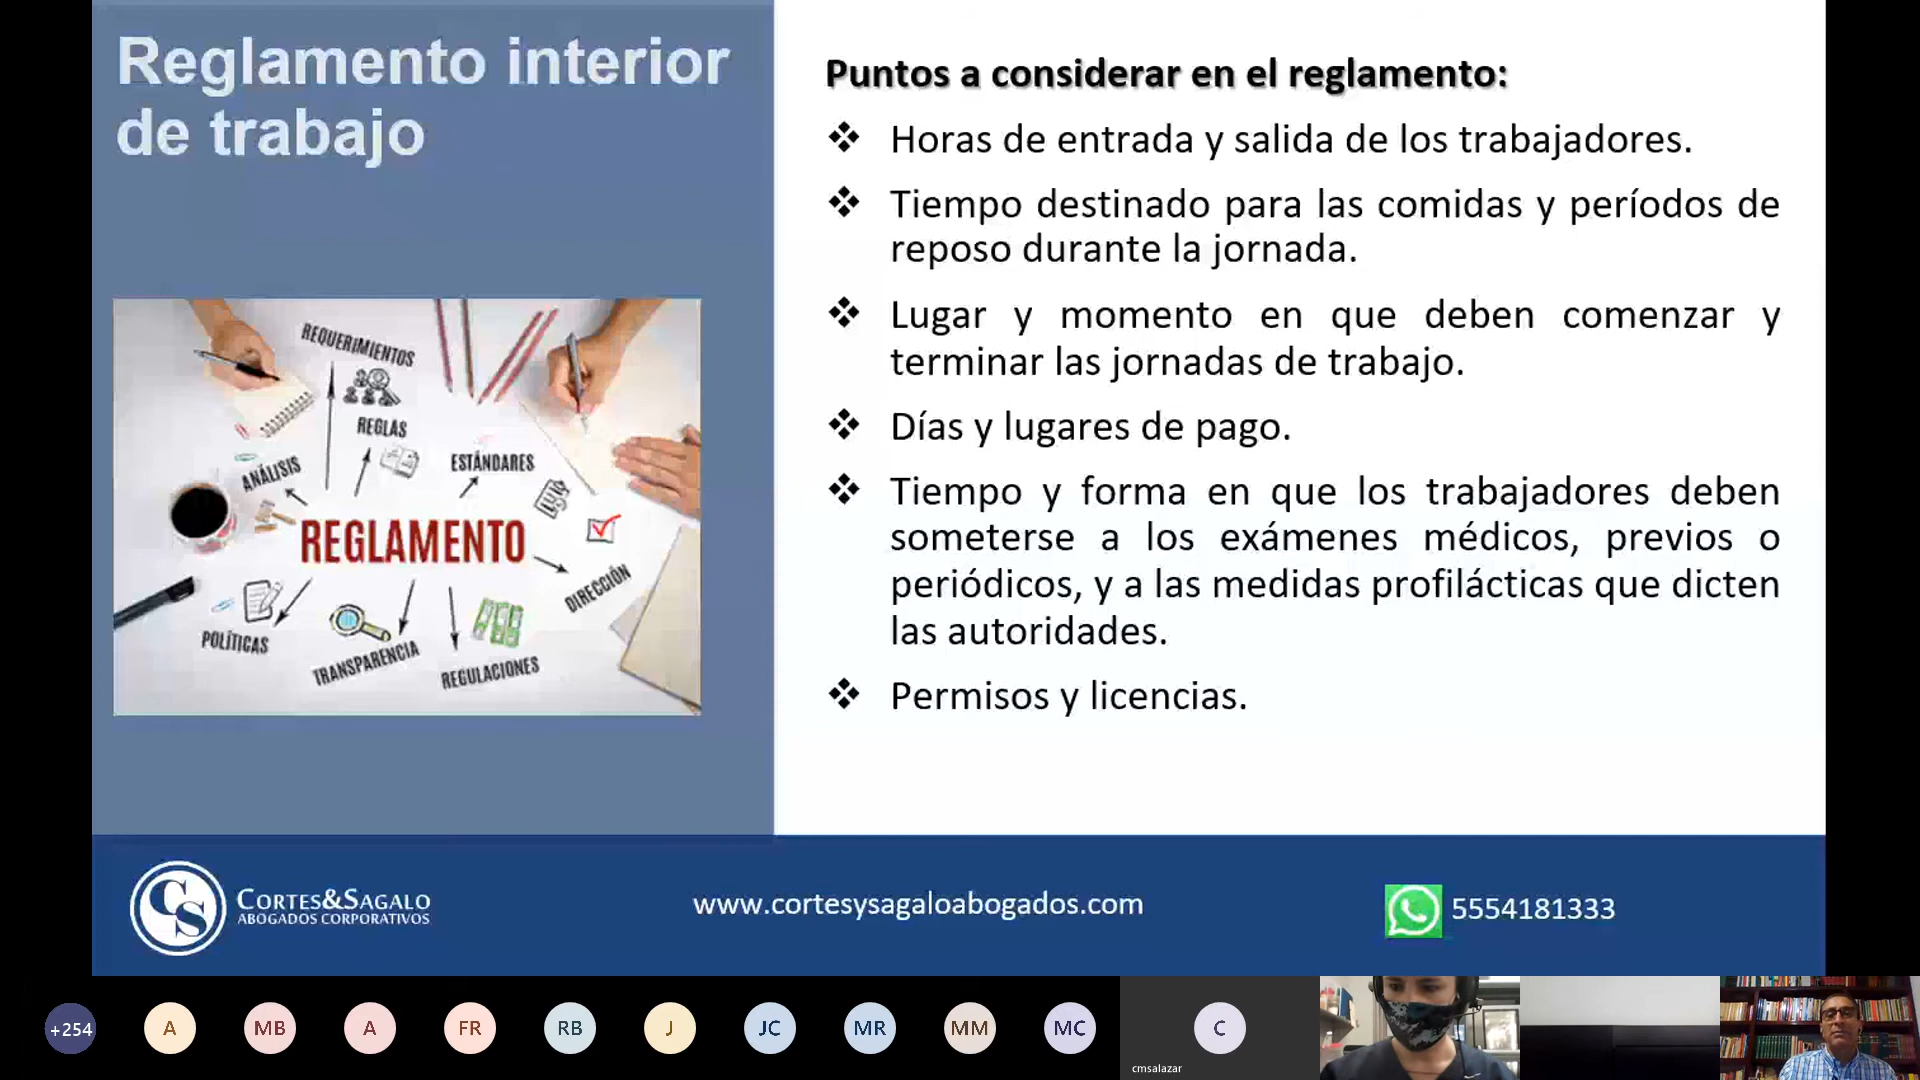 Reglamento interior
de trabajo
REQUERIMIENTOS
REGLAS
ANÁLISIS
ESTÁNDARES
REGLAMENTO
DIRECCIÓN
POLÍTICAS
TRANSPARENCIA
REGULACIONES
Puntos a considerar en el reglamento:
❖ Horas de entrada y salida de los trabajadores.
❖ Tiempo destinado para las comidas y períodos de
reposo durante la jornada.
❖ Lugar y momento en que deben comenzar y
terminar las jornadas de trabajo.
❖ Días y lugares de pago.
❖ Tiempo y forma en que los trabajadores deben
someterse a los exámenes médicos, previos o
periódicos, y a las medidas profilácticas que dicten
las autoridades.
❖ Permisos y licencias.
CS
CORTES&SAGALO
ABOGADOS CORPORATIVOS
www.cortesysagaloabogados.com
5554181333
+254
A
MB
A
FR
RB
J
JC
MR
MM
MC
C
cmsalazar